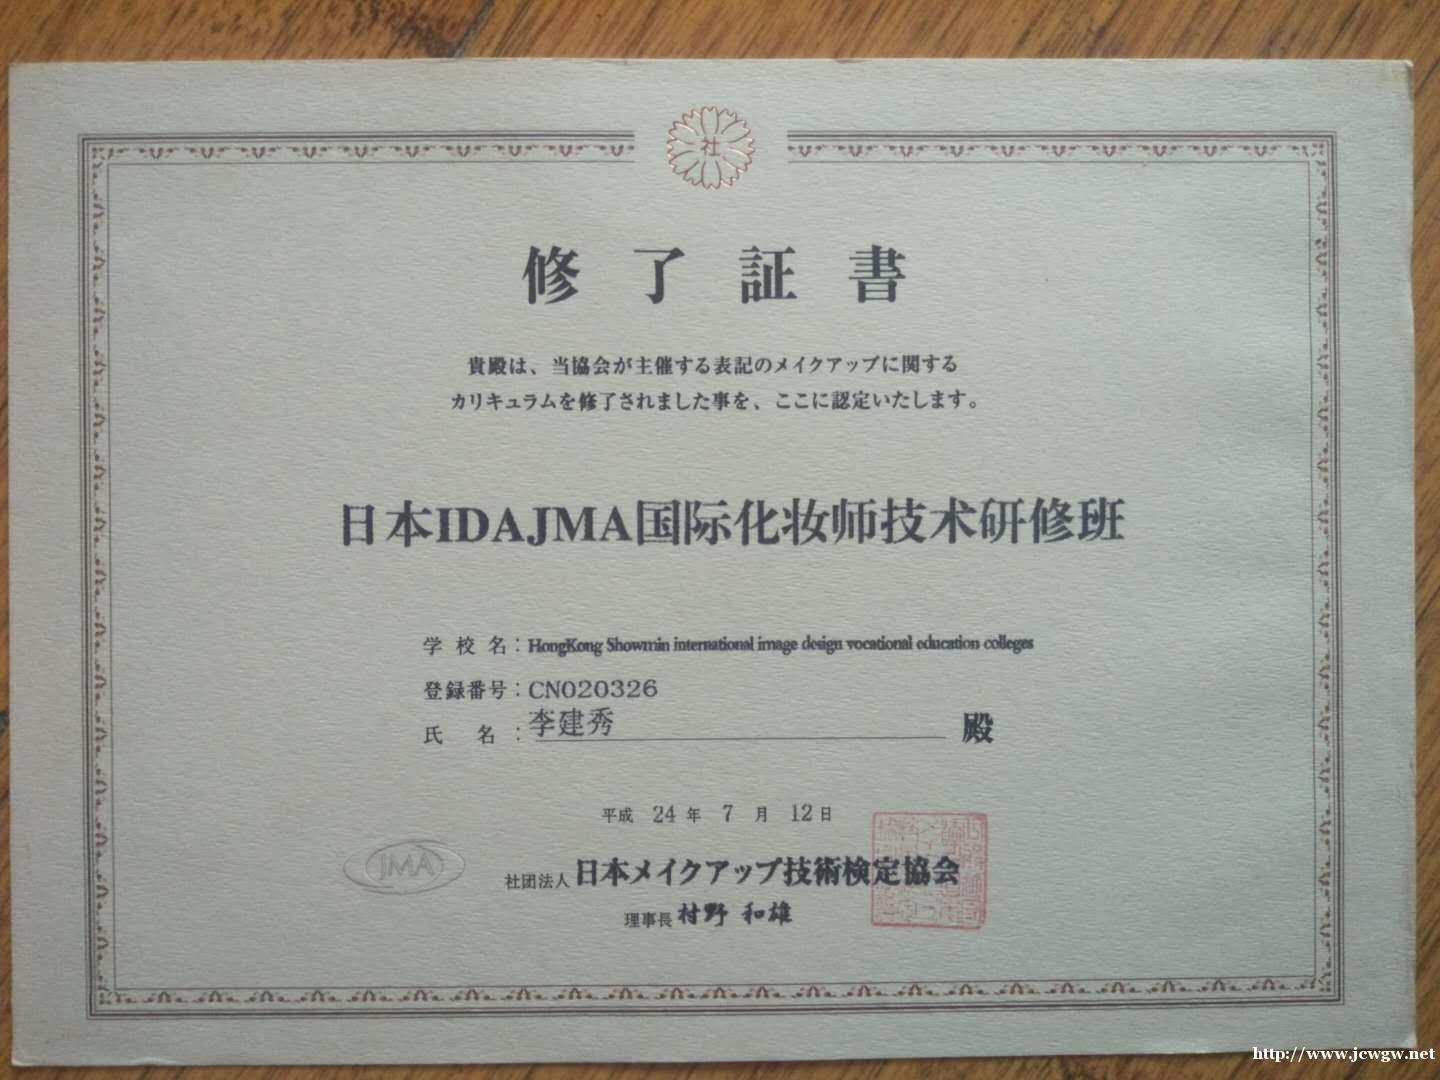 社
修了証書
貴殿は、当協会が主催する表記のメイクアップに関する
カリキュラムを修了されました事を、ここに認定いたします。
日本IDAJMA国际化妆师技术研修班
学校名：HongKong Showmin international image design vocational education colleges
登録番号：CN020326
氏名：李建秀 殿
平成 24年 7月 12日
JMA
社団法人日本メイクアップ技術検定協会
理事長 村野 和雄
http://www.jcwgw.net